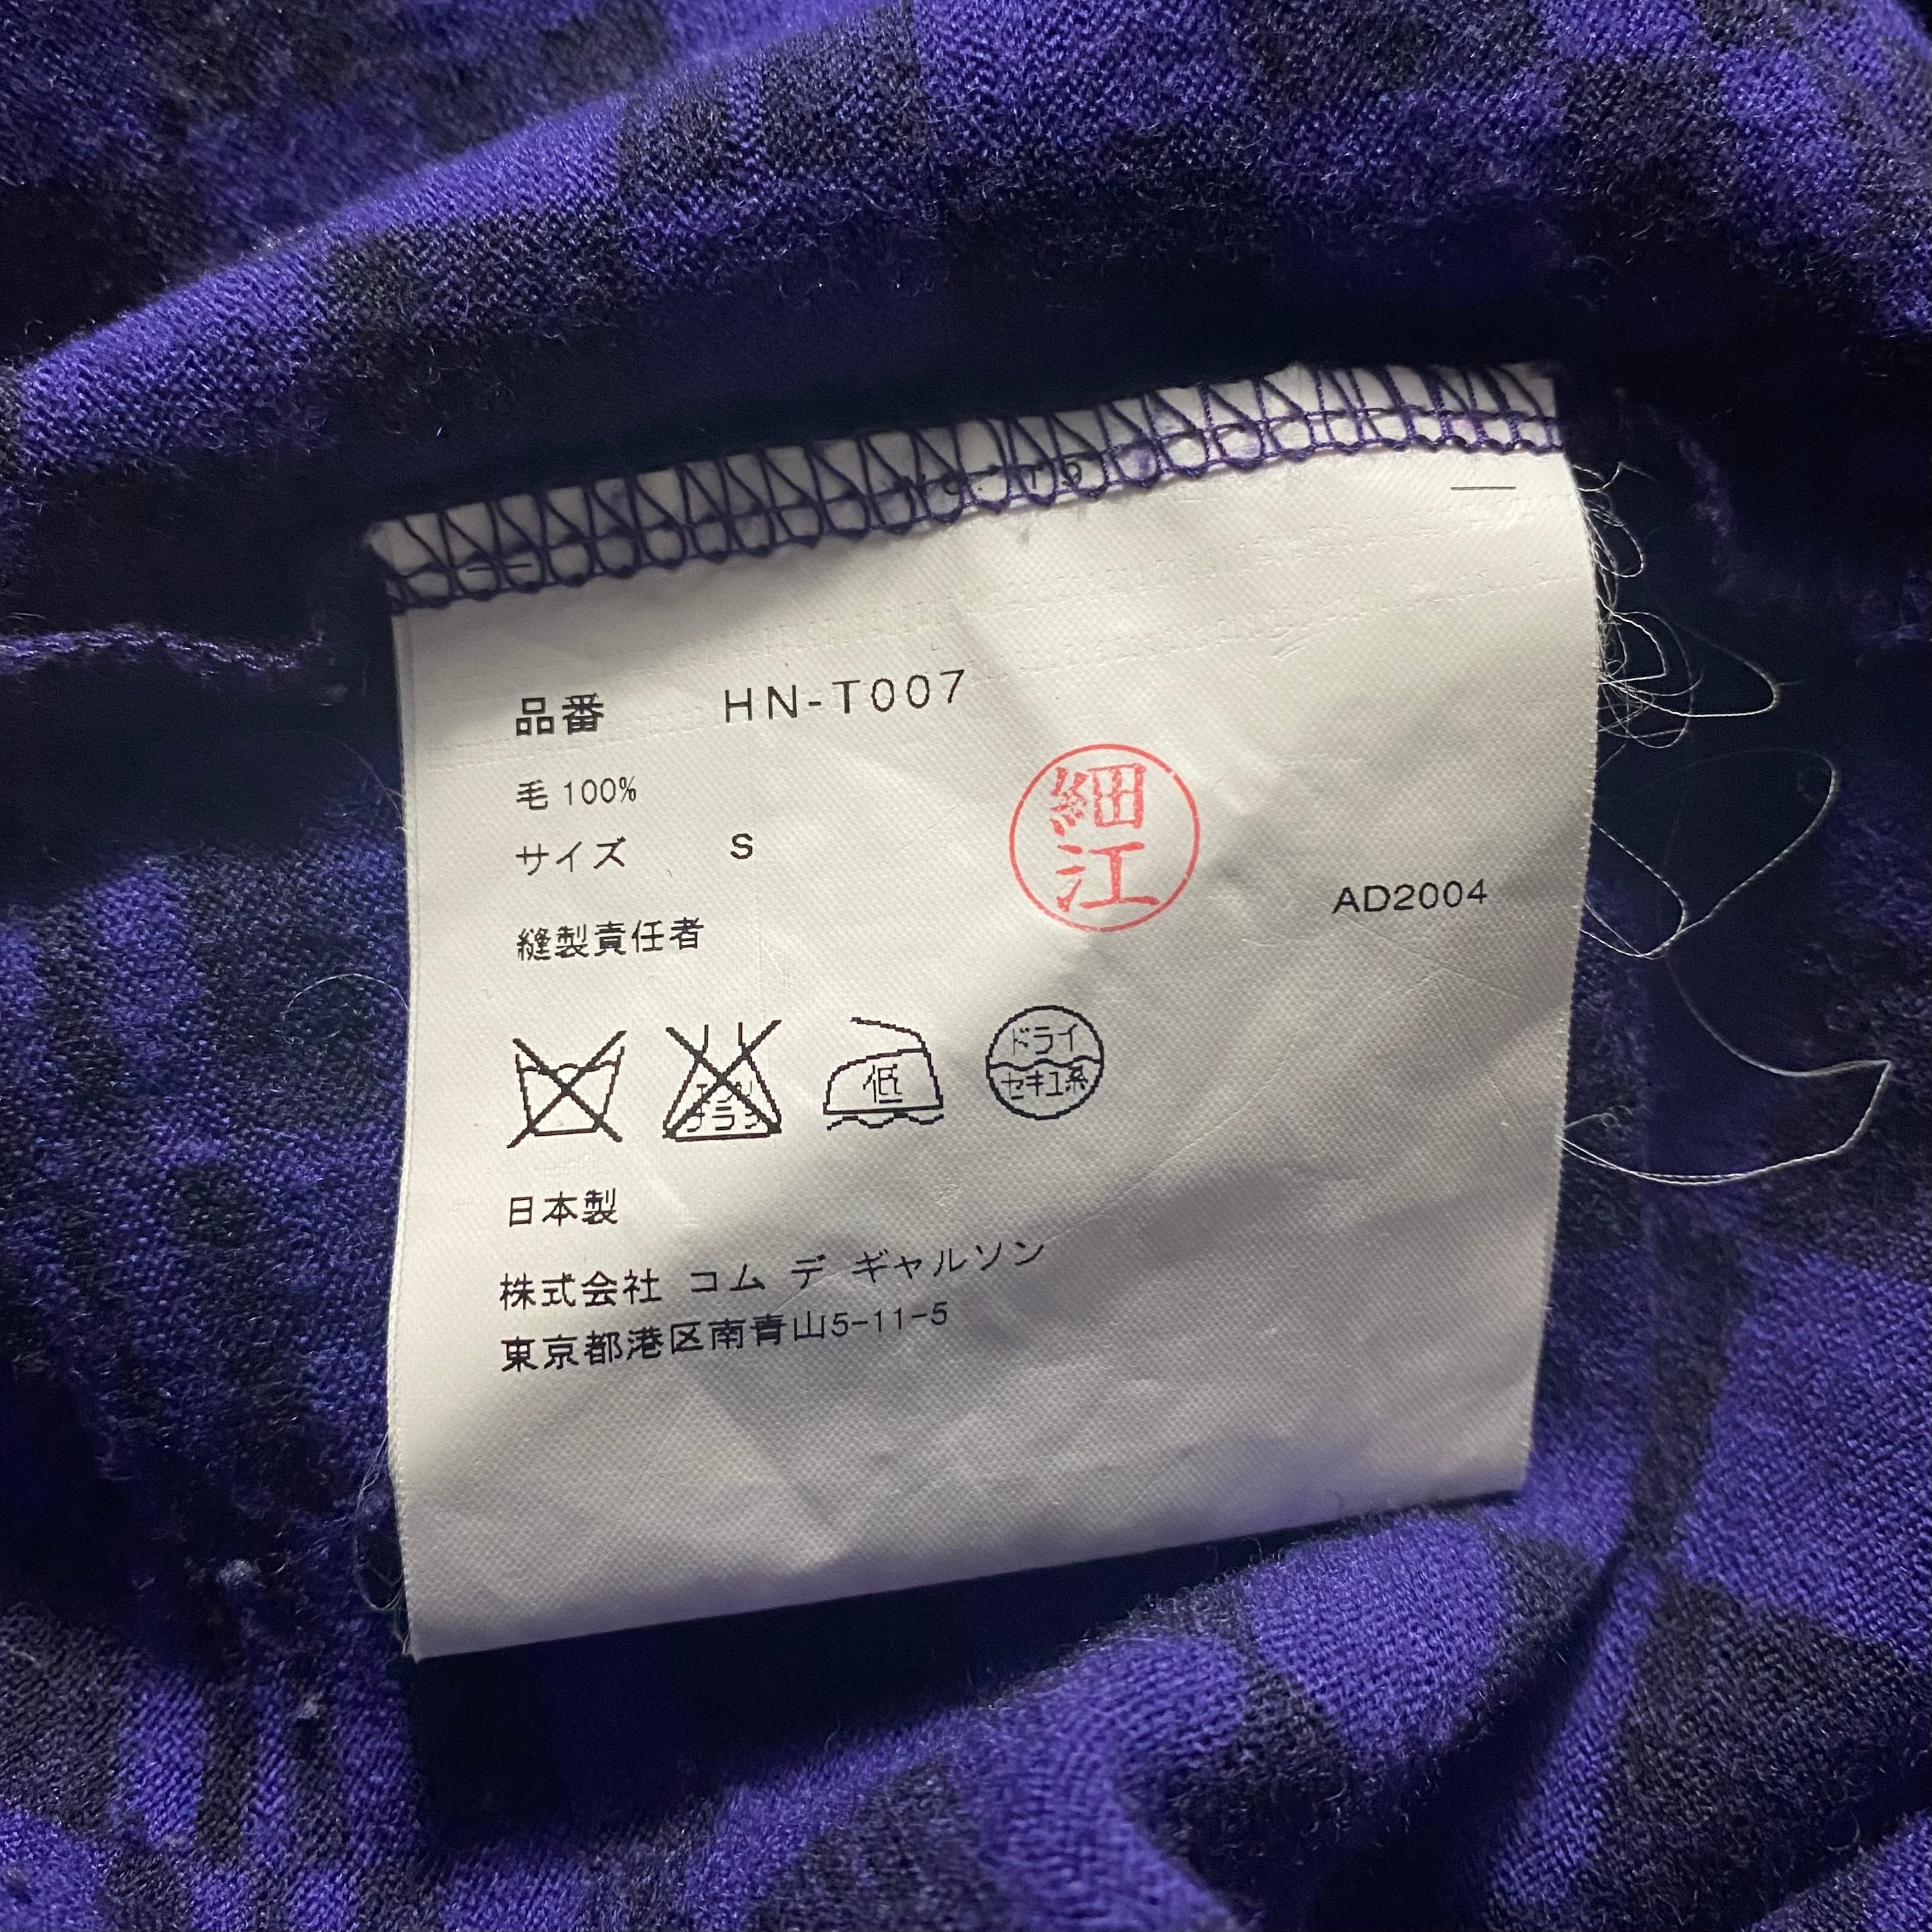 品番 HN-T007
毛 100%
細江
サイズ S
AD2004
縫製責任者
低
ドライ
セキユ系
日本製
株式会社 コム デ ギャルソン
東京都港区南青山5-11-5